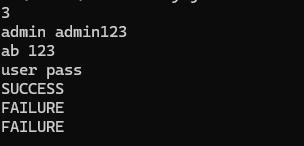 3
admin admin123
ab 123
user pass
SUCCESS
FAILURE
FAILURE